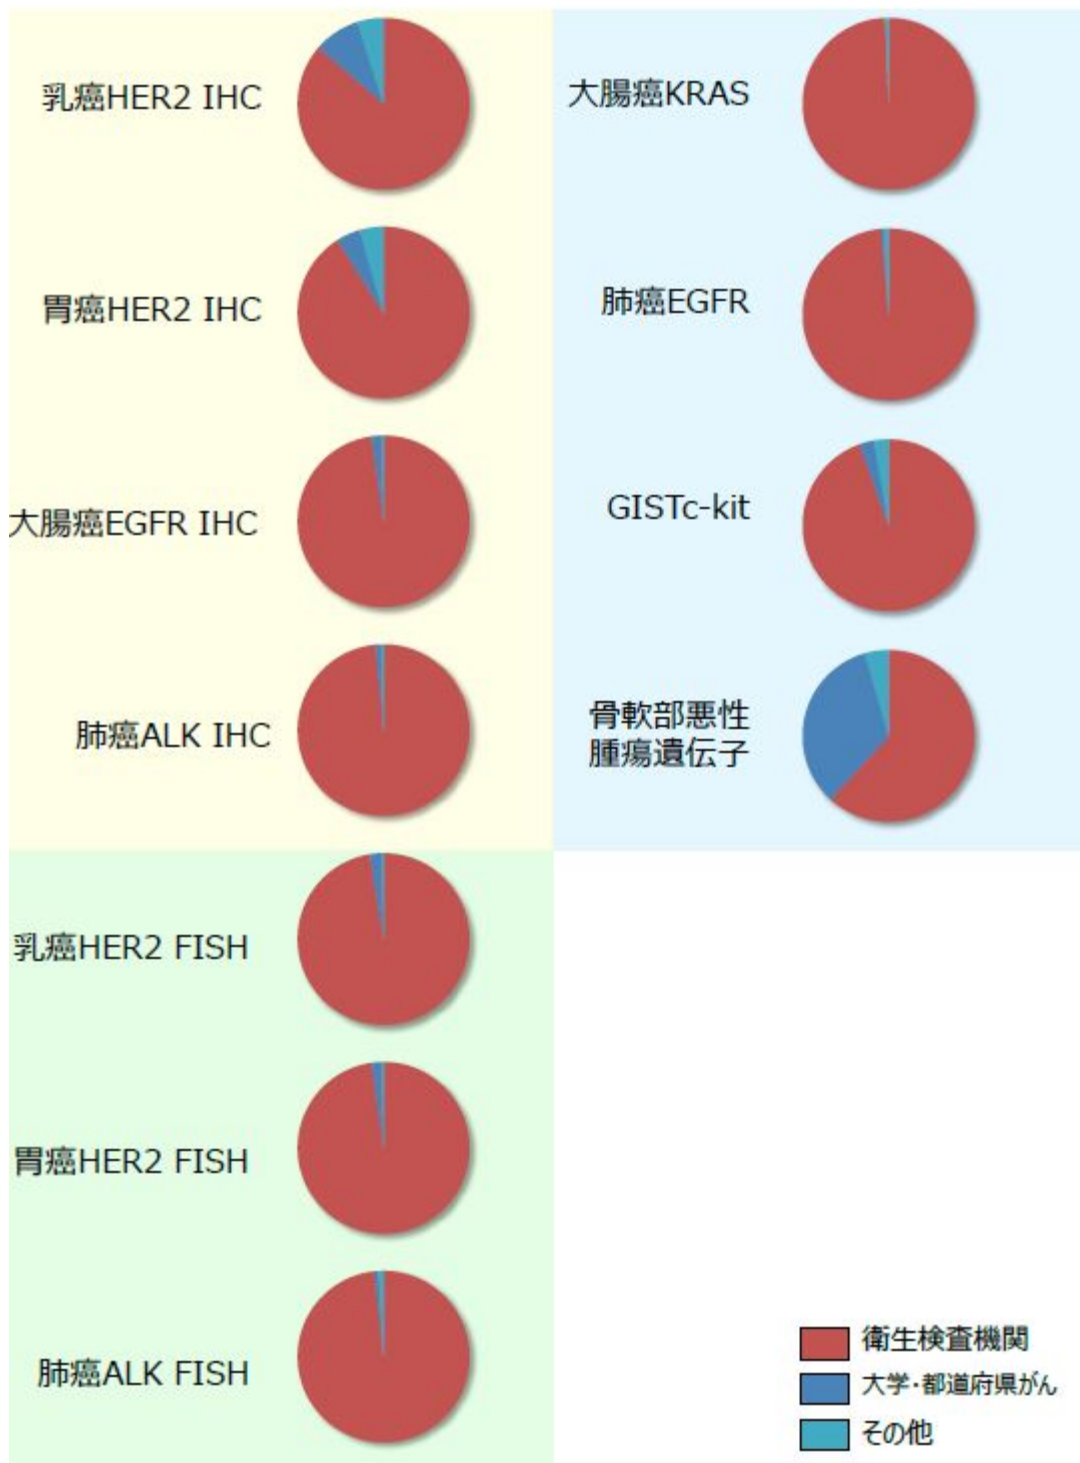 乳癌HER2 IHC
胃癌HER2 IHC
大腸癌EGFR IHC
肺癌ALK IHC
乳癌HER2 FISH
胃癌HER2 FISH
肺癌ALK FISH
大腸癌KRAS
肺癌EGFR
GISTc-kit
骨軟部悪性
腫瘍遺伝子
衛生検査機関
大学・都道府県がん
その他